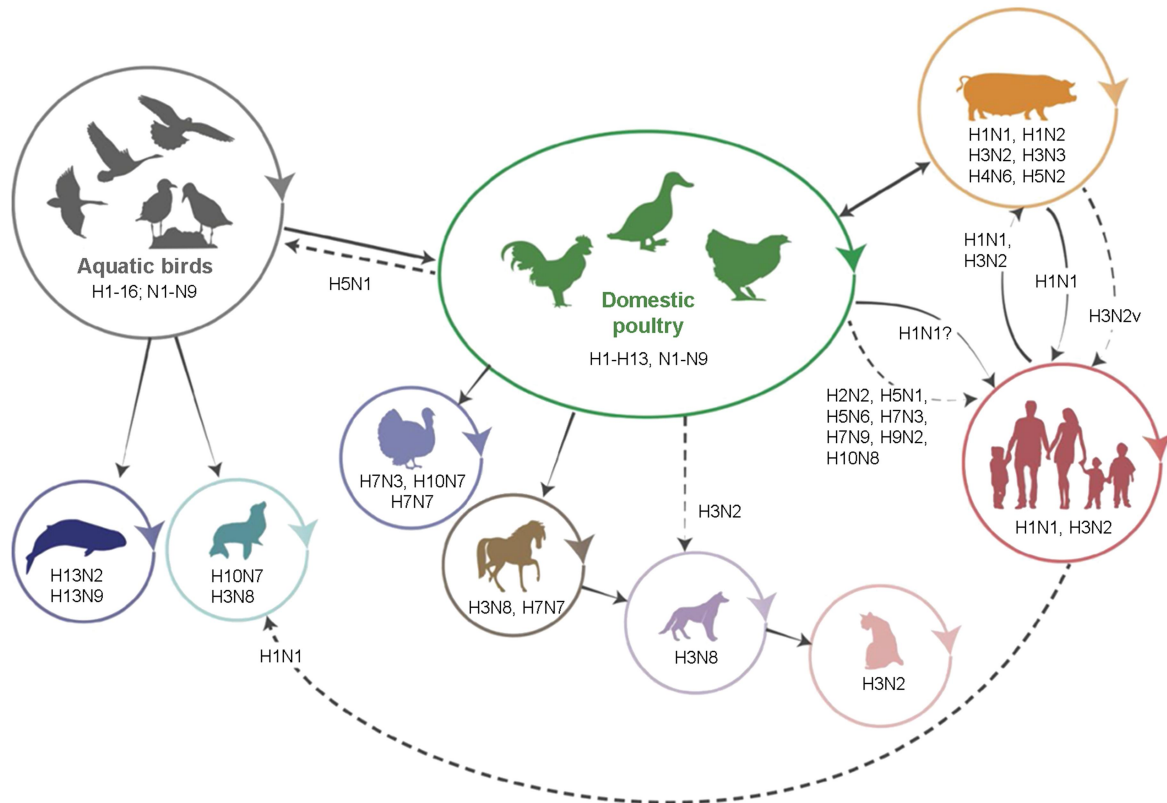 Aquatic birds
H1-16; N1-N9
H5N1
Domestic
poultry
H1-H13, N1-N9
H1N1, H1N2
H3N2, H3N3
H4N6, H5N2
H1N1,
H3N2
H1N1
H3N2v
H1N1?
H2N2, H5N1,
H5N6, H7N3,
H7N9, H9N2,
H10N8
H1N1, H3N2
H7N3, H10N7
H7N7
H3N2
H13N2
H13N9
H10N7
H3N8
H3N8, H7N7
H3N8
H3N2
H1N1